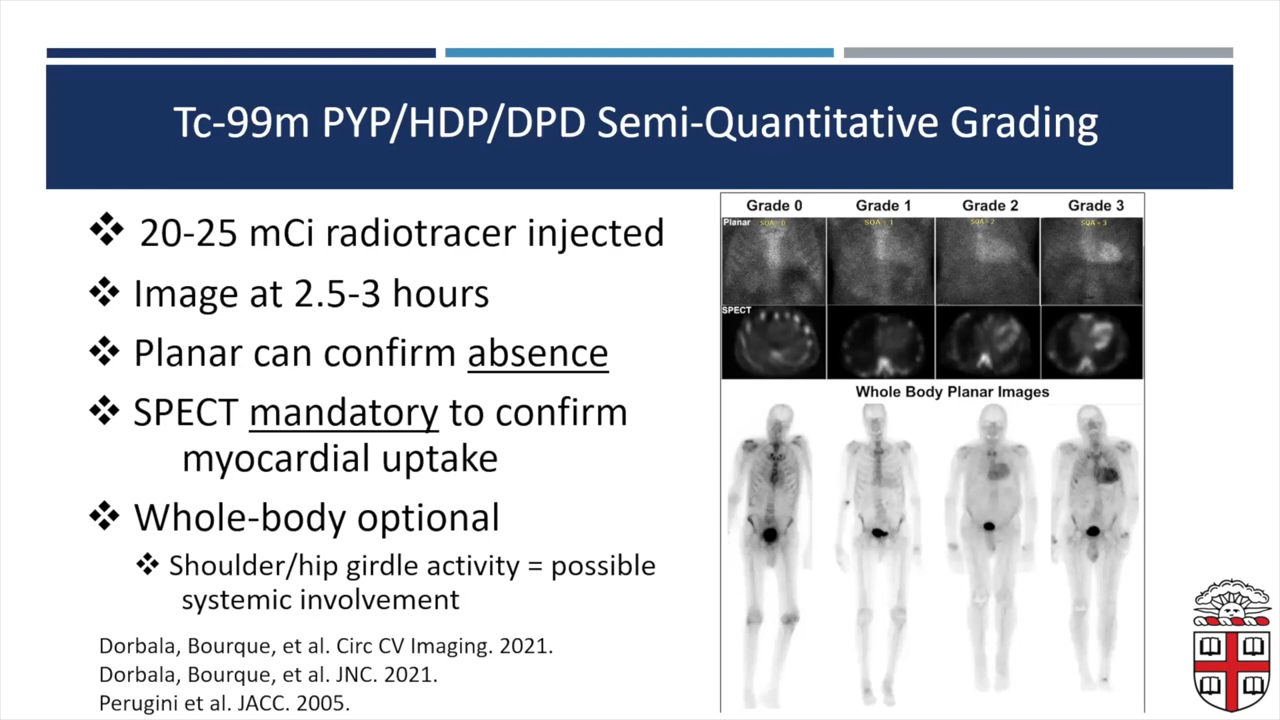 Tc-99m PYP/HDP/DPD Semi-Quantitative Grading
20-25 mCi radiotracer injected
Image at 2.5-3 hours
Planar can confirm absence
SPECT mandatory to confirm
myocardial uptake
Whole-body optional
Shoulder/hip girdle activity = possible
systemic involvement
Dorbala, Bourque, et al. Circ CV Imaging. 2021.
Dorbala, Bourque, et al. JNC. 2021.
Perugini et al. JACC. 2005.
Grade 0 Grade 1 Grade 2 Grade 3
Planar
SPECT
Whole Body Planar Images